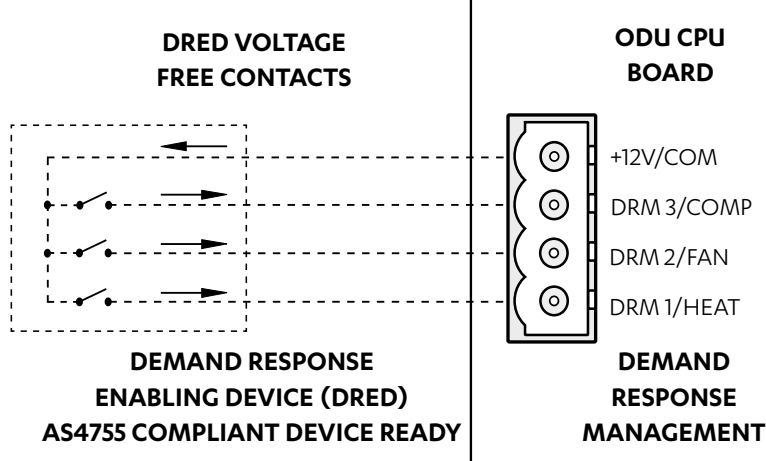 DRED VOLTAGE
FREE CONTACTS
ODU CPU
BOARD
+12V/COM
DRM 3/COMP
DRM 2/FAN
DRM 1/HEAT
DEMAND RESPONSE
ENABLING DEVICE (DRED)
AS4755 COMPLIANT DEVICE READY
DEMAND
RESPONSE
MANAGEMENT